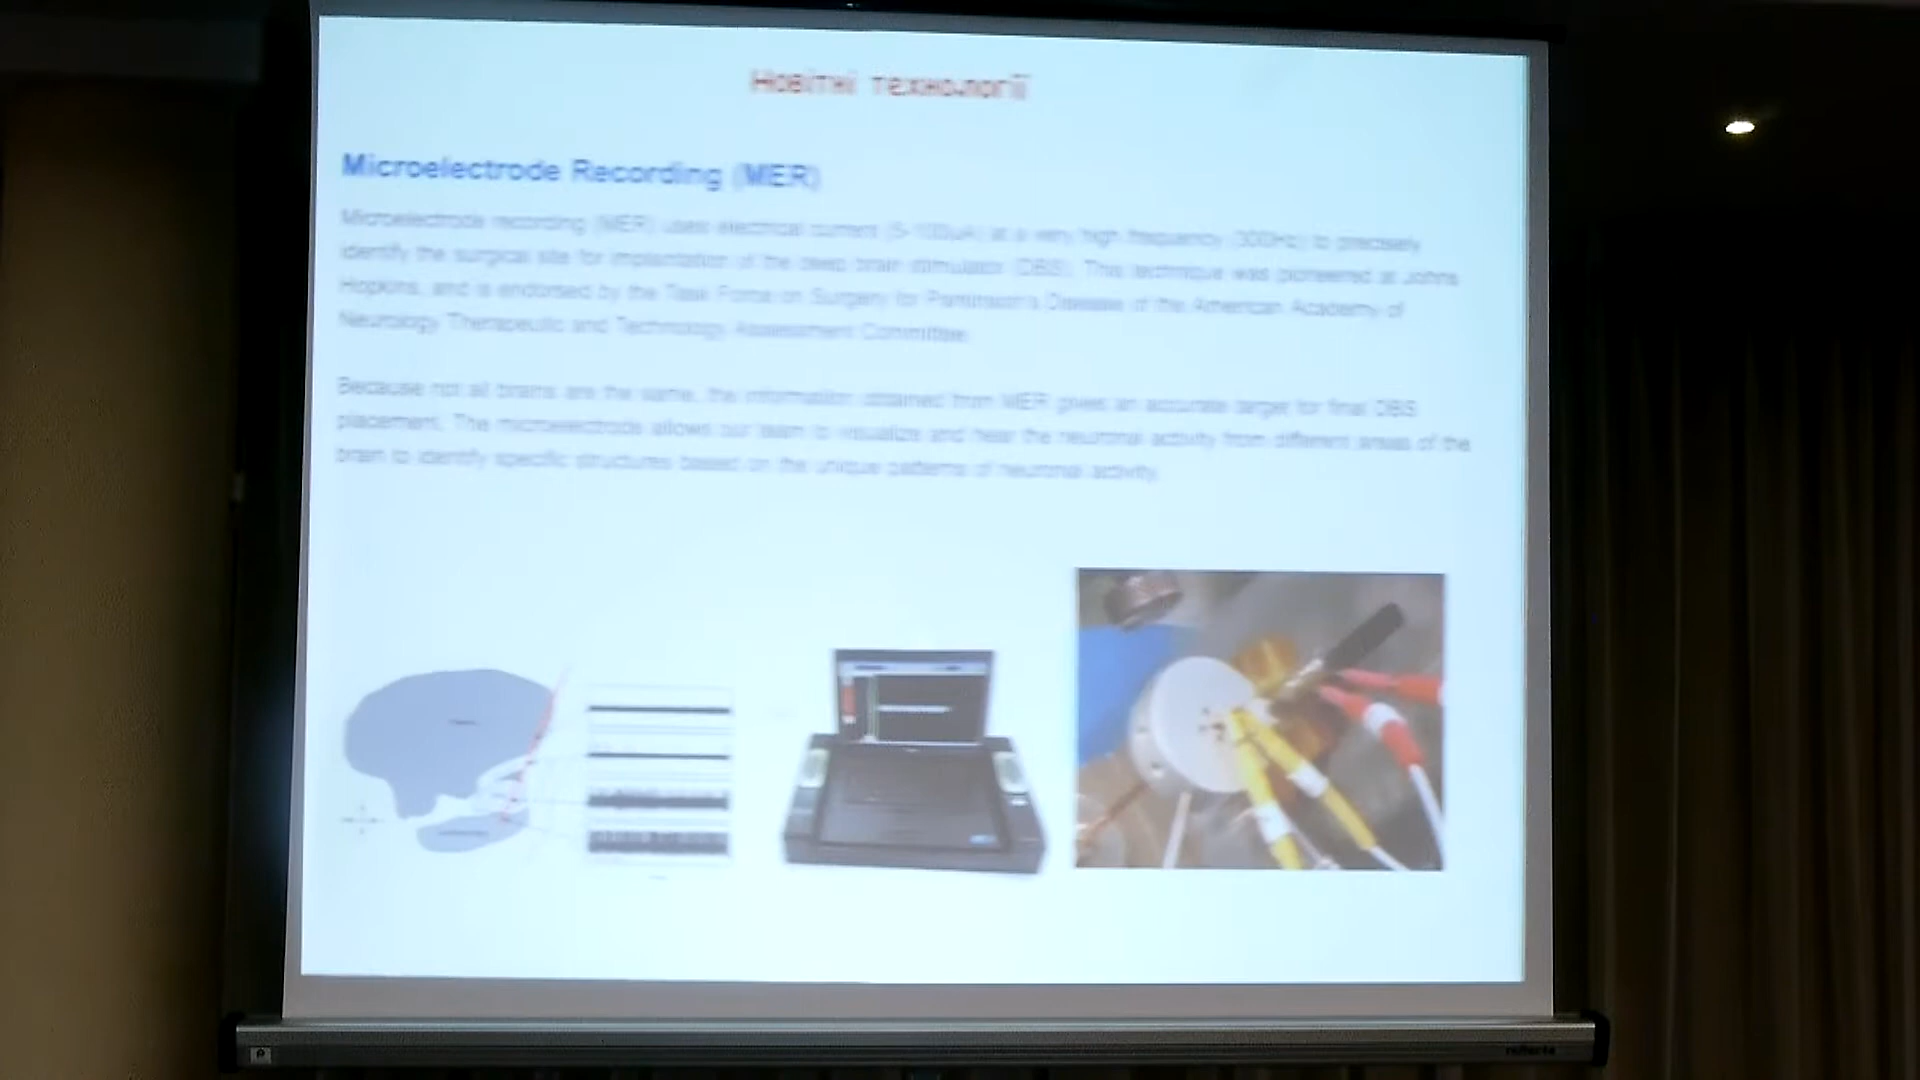 Новітні технології
Microelectrode Recording (MER)
Microelectrode recording (MER) uses electrical current (5-100uA) at a very high frequency (300Hz) to precisely
identify the surgical site for implantation of the deep brain stimulator (DBS). This technique was pioneered at Johns
Hopkins, and is endorsed by the Task Force on Surgery for Parkinson's Disease of the American Academy of
Neurology Therapeutic and Technology Assessment Committee.
Because not all brains are the same, the information obtained from MER gives an accurate target for final DBS
placement. The microelectrode allows our team to visualize and hear the neuronal activity from different areas of the
brain to identify specific structures based on the unique patterns of neuronal activity.